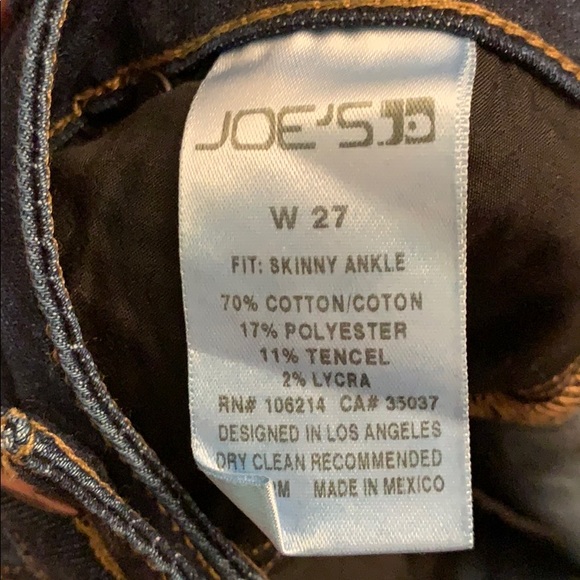 JOE'S
W 27
FIT: SKINNY ANKLE
70% COTTON/COTON
17% POLYESTER
11% TENCEL
2% LYCRA
RN# 106214 CA# 35037
DESIGNED IN LOS ANGELES
DRY CLEAN RECOMMENDED
MADE IN MEXICO